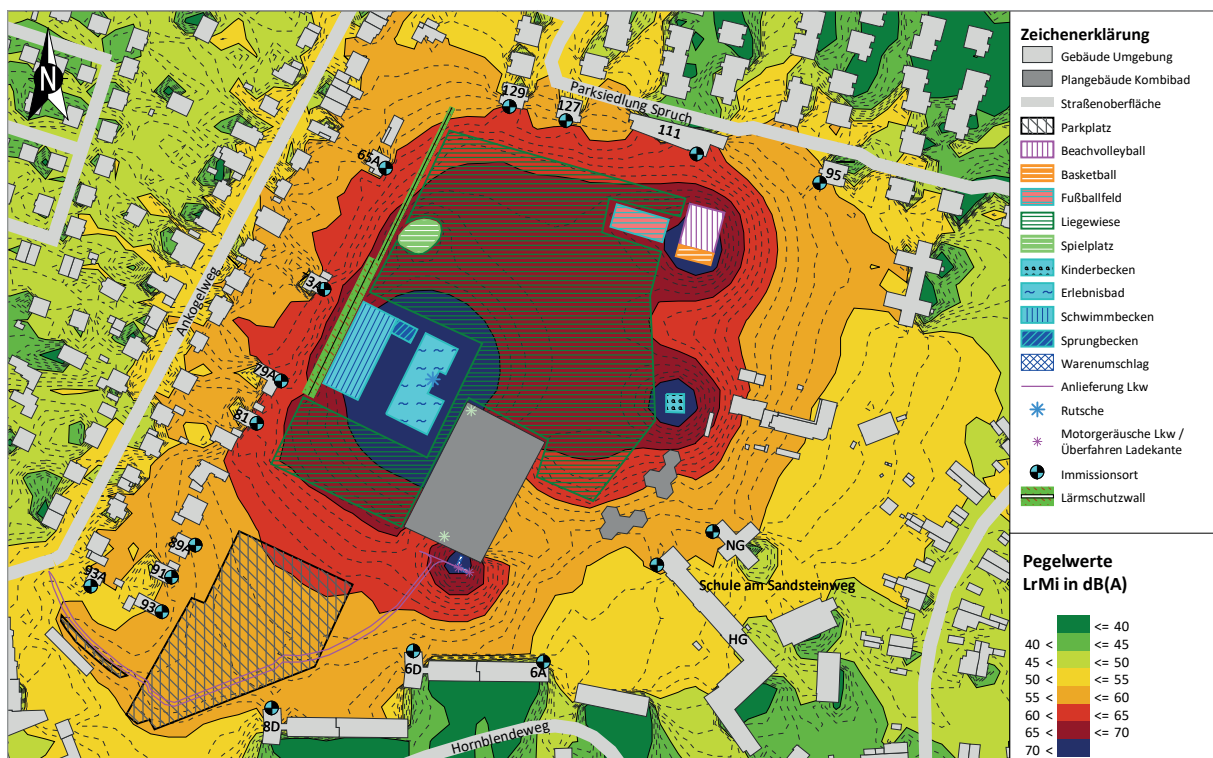 N
129
127
Parksiedlung Spruch
111
65A
95
Ankogelweg
73A
79A
81
89A
91
93A
93
NG
Schule am Sandsteinweg
HG
6D
6A
8D
Hornblendeweg
Zeichenerklärung
Gebäude Umgebung
Plangebäude Kombibad
Straßenoberfläche
Parkplatz
Beachvolleyball
Basketball
Fußballfeld
Liegewiese
Spielplatz
Kinderbecken
Erlebnisbad
Schwimmbecken
Sprungbecken
Warenumschlag
Anlieferung Lkw
Rutsche
Motorgeräusche Lkw /
Überfahren Ladekante
Immissionsort
Lärmschutzwall
Pegelwerte
LrMi in dB(A)
<= 40
40 < <= 45
45 < <= 50
50 < <= 55
55 < <= 60
60 < <= 65
65 < <= 70
70 <